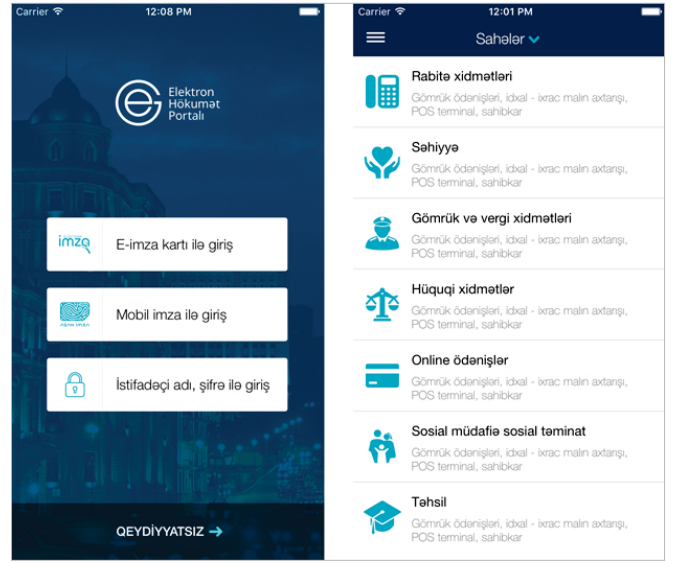 Carrier
12:08 PM
Elektron
Hökumət
Portalı
imza
E-imza kartı ilə giriş
ASAN İMZA
Mobil imza ilə giriş
İstifadəçi adı, şifrə ilə giriş
QEYDİYYATSIZ →
Carrier
12:01 PM
Sahələr
Rabitə xidmətləri
Gömrük ödənişləri, idxal - ixrac malın axtarışı,
POS terminal, sahibkar
Səhiyyə
Gömrük ödənişləri, idxal - ixrac malın axtarışı,
POS terminal, sahibkar
Gömrük və vergi xidmətləri
Gömrük ödənişləri, idxal - ixrac malın axtarışı,
POS terminal, sahibkar
Hüquqi xidmətlər
Gömrük ödənişləri, idxal - ixrac malın axtarışı,
POS terminal, sahibkar
Online ödənişlər
Gömrük ödənişləri, idxal - ixrac malın axtarışı,
POS terminal, sahibkar
Sosial müdafiə sosial təminat
Gömrük ödənişləri, idxal - ixrac malın axtarışı,
POS terminal, sahibkar
Təhsil
Gömrük ödənişləri, idxal - ixrac malın axtarışı,
POS terminal, sahibkar